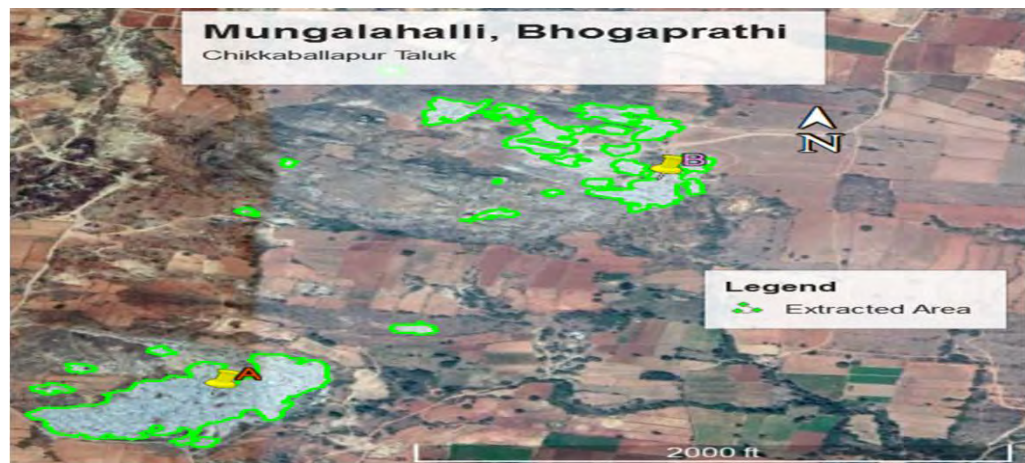 Mungalahalli, Bhogaprathi
Chikkaballapur Taluk
N
B
Legend
Extracted Area
A
2000 ft